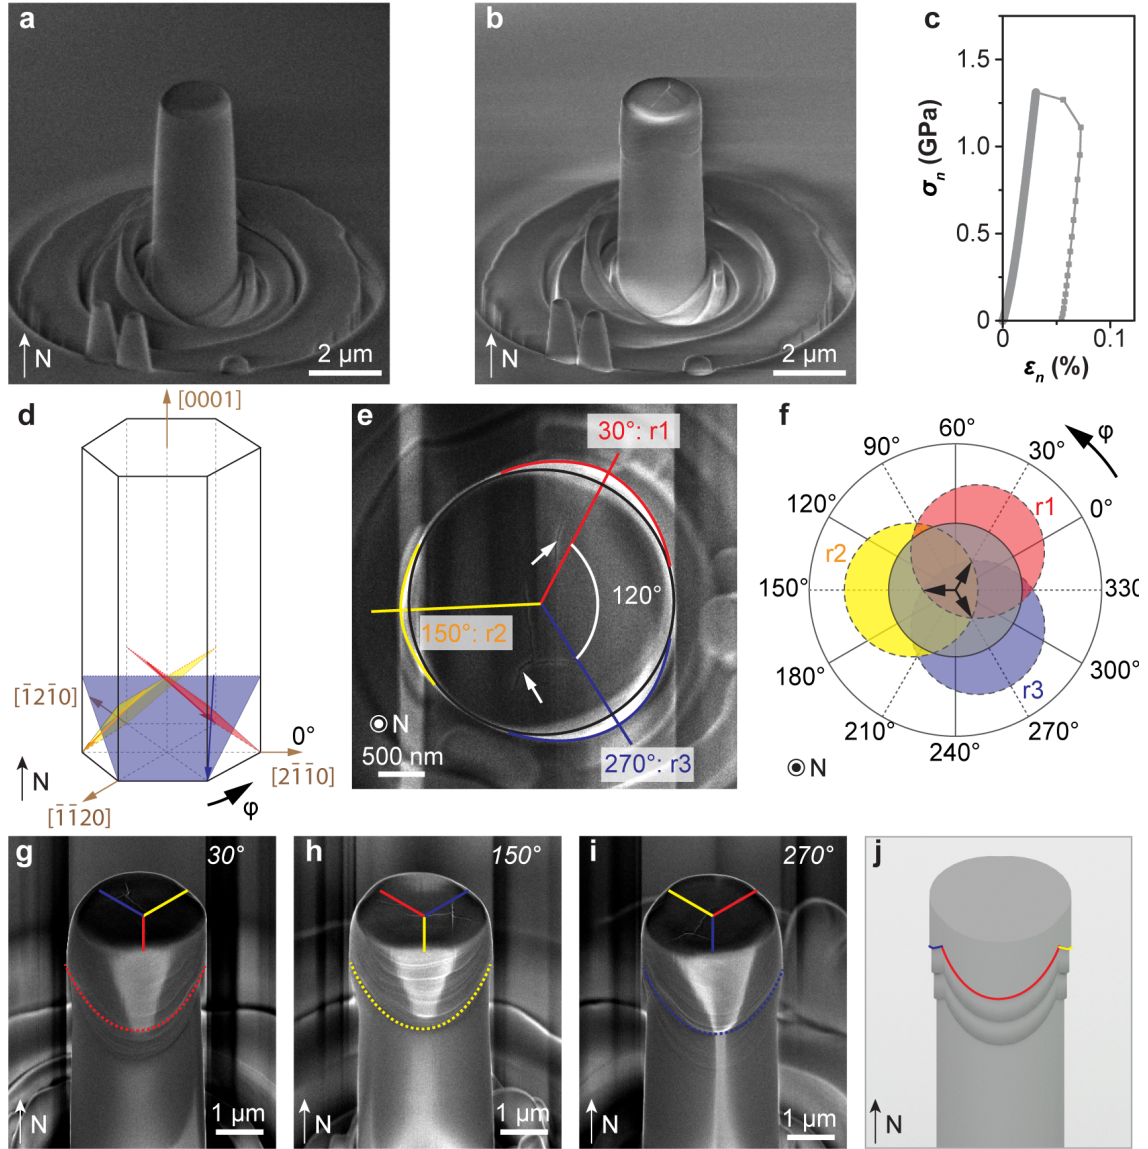 a
N
2 µm
b
N
2 µm
c
1.5
1.0
0.5
0
0
0.1
σn (GPa)
εn (%)
d
[0001]
[1̄21̄0]
0°
[21̄1̄0]
[1̄1̄20]
φ
N
e
30°: r1
120°
150°: r2
N
500 nm
270°: r3
f
φ
60°
90°
30°
120°
0°
r1
r2
150°
330°
r3
180°
300°
210°
270°
240°
N
g
30°
N
1 µm
h
150°
N
1 µm
i
270°
N
1 µm
j
N